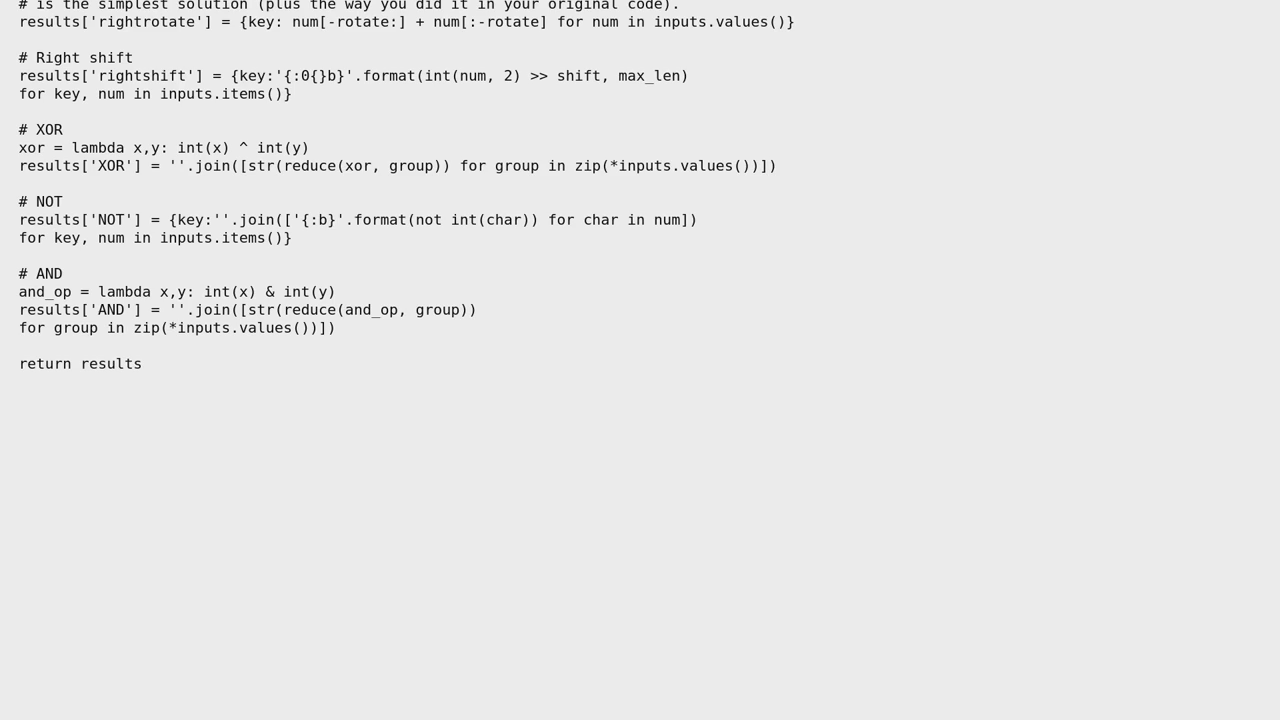 # is the simplest solution (plus the way you did it in your original code).
results['rightrotate'] = {key: num[-rotate:] + num[:-rotate] for num in inputs.values()}

# Right shift
results['rightshift'] = {key:'{:0{}b}'.format(int(num, 2) >> shift, max_len)
for key, num in inputs.items()}

# XOR
xor = lambda x,y: int(x) ^ int(y)
results['XOR'] = ''.join([str(reduce(xor, group)) for group in zip(*inputs.values())])

# NOT
results['NOT'] = {key:''.join(['{:b}'.format(not int(char)) for char in num])
for key, num in inputs.items()}

# AND
and_op = lambda x,y: int(x) & int(y)
results['AND'] = ''.join([str(reduce(and_op, group))
for group in zip(*inputs.values())])

return results